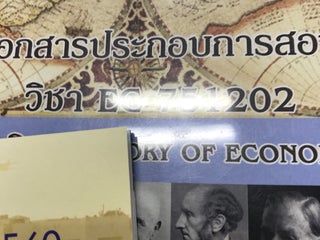 อกสารประกอบการสอ
วิชา EC 751202
ORY OF ECONO
560